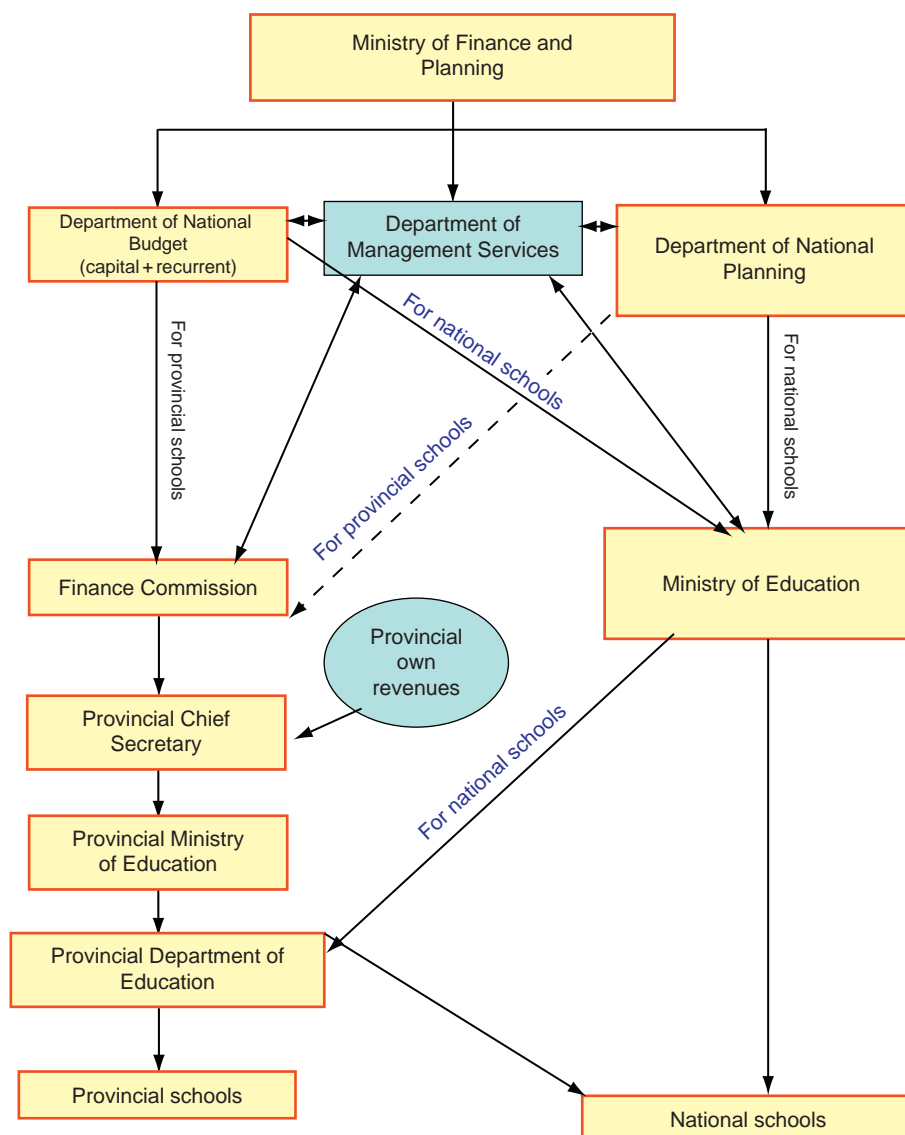 Ministry of Finance and
Planning
Department of National
Budget
(capital + recurrent)
Department of
Management Services
Department of National
Planning
For provincial schools
For national schools
For provincial schools
For national schools
Finance Commission
Ministry of Education
Provincial
own
revenues
Provincial Chief
Secretary
For national schools
Provincial Ministry
of Education
Provincial Department of
Education
Provincial schools
National schools